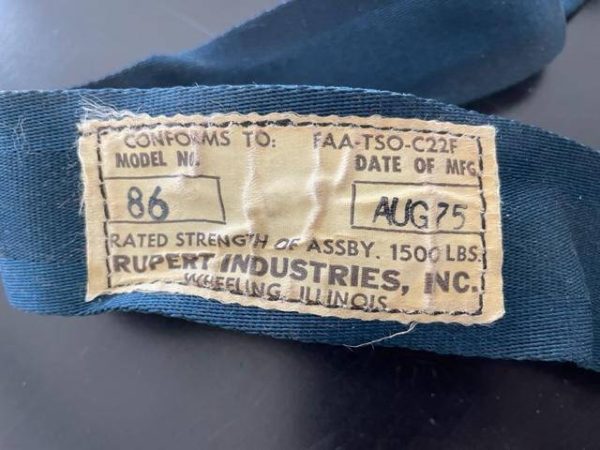 CONFORMS TO: FAA-TSO-C22F
MODEL NO. DATE OF MFG.
86 AUG 75
RATED STRENGTH OF ASSBY. 1500 LBS.
RUPERT INDUSTRIES, INC.
WHEELING, ILLINOIS